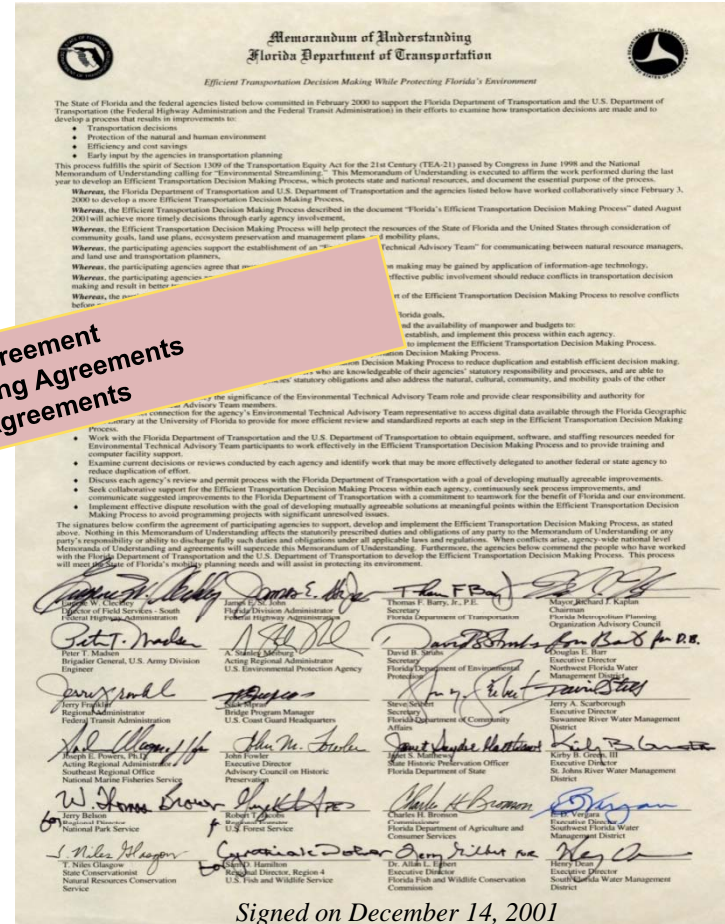 Memorandum of Understanding
Florida Department of Transportation
Efficient Transportation Decision Making While Protecting Florida's Environment
The State of Florida and the federal agencies listed below committed in February 2000 to support the Florida Department of Transportation and the U.S. Department of
Transportation (the Federal Highway Administration and the Federal Transit Administration) in their efforts to examine how transportation decisions are made and to
develop a process that results in improvements to:
• Transportation decisions
• Protection of the natural and human environment
• Efficiency and cost savings
• Early input by the agencies in transportation planning
This process fulfills the spirit of Section 1309 of the Transportation Equity Act for the 21st Century (TEA-21) passed by Congress in June 1998 and the National
Memorandum of Understanding calling for "Environmental Streamlining." This Memorandum of Understanding is executed to affirm the work performed during the last
year to develop an Efficient Transportation Decision Making Process, which protects state and national resources, and document the essential purpose of the process.
Whereas, the Florida Department of Transportation and U.S. Department of Transportation and the agencies listed below have worked collaboratively since February 3,
2000 to develop a more Efficient Transportation Decision Making Process,
Whereas, the Efficient Transportation Decision Making Process described in the document "Florida's Efficient Transportation Decision Making Process" dated August
2001 will achieve more timely decisions through early agency involvement,
Whereas, the Efficient Transportation Decision Making Process will help protect the resources of the State of Florida and the United States through consideration of
community goals, land use plans, ecosystem preservation and management plans and mobility plans,
Whereas, the participating agencies support the establishment of an Technical Advisory Team" for communicating between natural resource managers,
and land use and transportation planners,
Whereas, the participating agencies agree that on making may be gained by application of information-age technology,
Whereas, the participating agencies ffective public involvement should reduce conflicts in transportation decision
making and result in better
Whereas, the rt of the Efficient Transportation Decision Making Process to resolve conflicts
before
lorida goals,
nd the availability of manpower and budgets to:
establish, and implement this process within each agency.
to implement the Efficient Transportation Decision Making Process.
tion Decision Making Process.
Transportation Decision Making Process to reduce duplication and establish efficient decision making.
who are knowledgeable of their agencies' statutory responsibility and processes, and are able to
statutory obligations and also address the natural, cultural, community, and mobility goals of the other
reement
ng Agreements
greements
the significance of the Environmental Technical Advisory Team role and provide clear responsibility and authority for
Advisory Team members.
connection for the agency's Environmental Technical Advisory Team representative to access digital data available through the Florida Geographic
at the University of Florida to provide for more efficient review and standardized reports at each step in the Efficient Transportation Decision Making
Process.
• Work with the Florida Department of Transportation and the U.S. Department of Transportation to obtain equipment, software, and staffing resources needed for
Environmental Technical Advisory Team participants to work effectively in the Efficient Transportation Decision Making Process and to provide training and
computer facility support.
• Examine current decisions or reviews conducted by each agency and identify work that may be more effectively delegated to another federal or state agency to
reduce duplication of effort.
• Discuss each agency's review and permit process with the Florida Department of Transportation with a goal of developing mutually agreeable improvements.
• Seek collaborative support for the Efficient Transportation Decision Making Process within each agency, continuously seek process improvements, and
communicate suggested improvements to the Florida Department of Transportation with a commitment to teamwork for the benefit of Florida and our environment.
• Implement effective dispute resolution with the goal of developing mutually agreeable solutions at meaningful points within the Efficient Transportation Decision
Making Process to avoid programming projects with significant unresolved issues.
The signatures below confirm the agreement of participating agencies to support, develop and implement the Efficient Transportation Decision Making Process, as stated
above. Nothing in this Memorandum of Understanding affects the statutorily prescribed duties and obligations of any party to the Memorandum of Understanding or any
party's responsibility or ability to discharge fully such duties and obligations under all applicable laws and regulations. When conflicts arise, agency-wide national level
Memoranda of Understanding and agreements will supercede this Memorandum of Understanding. Furthermore, the agencies below commend the people who have worked
with the Florida Department of Transportation and the U.S. Department of Transportation to develop the Efficient Transportation Decision Making Process. This process
will meet the State of Florida's mobility planning needs and will assist in protecting its environment.
Eugene W. Cleckley
Director of Field Services - South
Federal Highway Administration
James E. St. John
Florida Division Administrator
Federal Highway Administration
Thomas F. Barry, Jr., P.E.
Secretary
Florida Department of Transportation
Mayor Richard J. Kaplan
Chairman
Florida Metropolitan Planning
Organization Advisory Council
Peter T. Madsen
Brigadier General, U.S. Army Division
Engineer
A. Stanley Meiburg
Acting Regional Administrator
U.S. Environmental Protection Agency
David B. Struhs
Secretary
Florida Department of Environmental
Protection
for D.B.
Douglas E. Barr
Executive Director
Northwest Florida Water
Management District
Jerry Franklin
Regional Administrator
Federal Transit Administration
Nick Mpras
Bridge Program Manager
U.S. Coast Guard Headquarters
Steve Seibert
Secretary
Florida Department of Community
Affairs
Jerry A. Scarborough
Executive Director
Suwannee River Water Management
District
Joseph E. Powers, Ph.D.
Acting Regional Administrator
Southeast Regional Office
National Marine Fisheries Service
John M. Fowler
John Fowler
Executive Director
Advisory Council on Historic
Preservation
Janet Snyder Matthews
Janet S. Matthews
State Historic Preservation Officer
Florida Department of State
Kirby B. Green, III
Executive Director
St. Johns River Water Management
District
W. Thomas Brown
for
Jerry Belson
Regional Director
National Park Service
Robert T. Jacobs
Regional Forester
U.S. Forest Service
Charles H. Bronson
Charles H. Bronson
Commissioner
Florida Department of Agriculture and
Consumer Services
Vergara
Executive Director
Southwest Florida Water
Management District
T. Niles Glasgow
T. Niles Glasgow
State Conservationist
Natural Resources Conservation
Service
Sam D. Hamilton
Regional Director, Region 4
U.S. Fish and Wildlife Service
Dr. Allan L. Egbert
Executive Director
Florida Fish and Wildlife Conservation
Commission
Henry Dean
Executive Director
South Florida Water Management
District
Signed on December 14, 2001